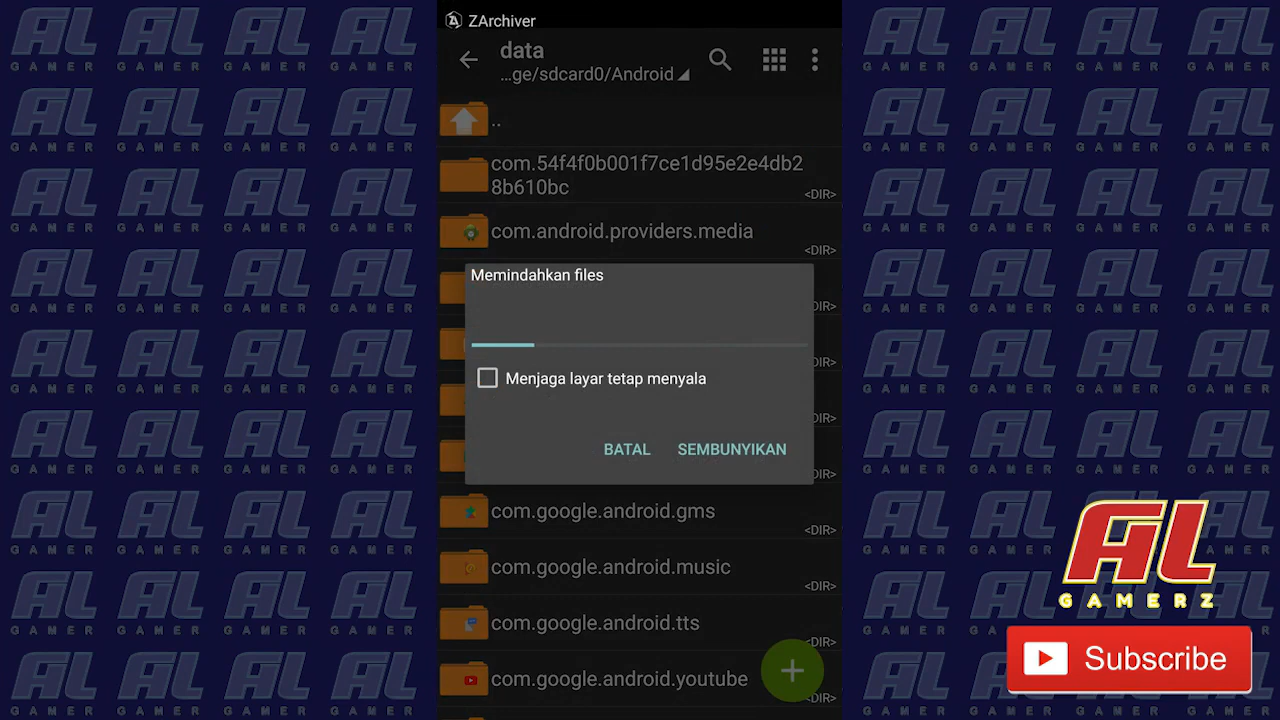 ZArchiver
data
...ge/sdcard0/Android
..
com.54f4f0b001f7ce1d95e2e4db2
8b610bc
<DIR>
com.android.providers.media
<DIR>
Memindahkan files
DIR>
DIR>
Menjaga layar tetap menyala
DIR>
BATAL SEMBUNYIKAN
DIR>
com.google.android.gms
<DIR>
com.google.android.music
<DIR>
com.google.android.tts
<DIR>
com.google.android.youtube
<DIR>
AL
GAMERZ
Subscribe
AL
GAMER